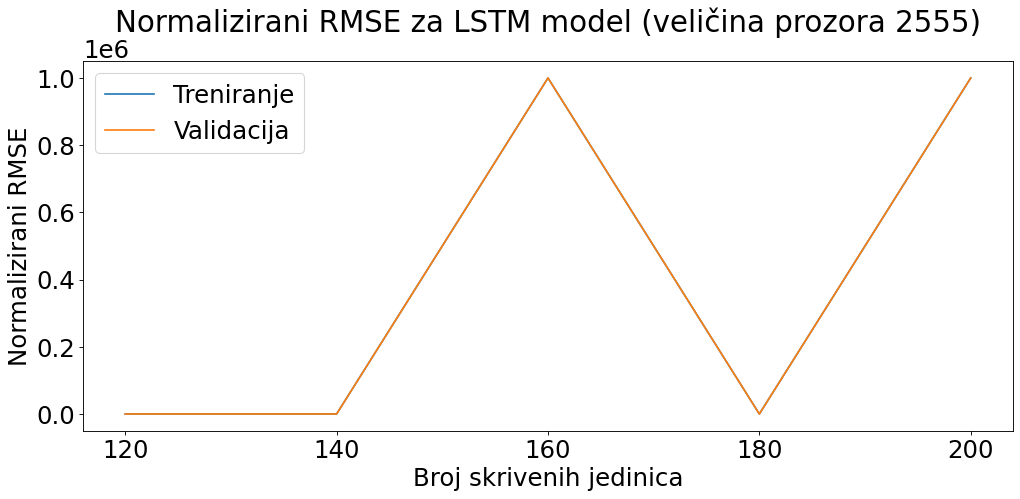 Normalizirani RMSE za LSTM model (veličina prozora 2555)
1e6
1.0
0.8
0.6
0.4
0.2
0.0
Normalizirani RMSE
Treniranje
Validacija
120 140 160 180 200
Broj skrivenih jedinica